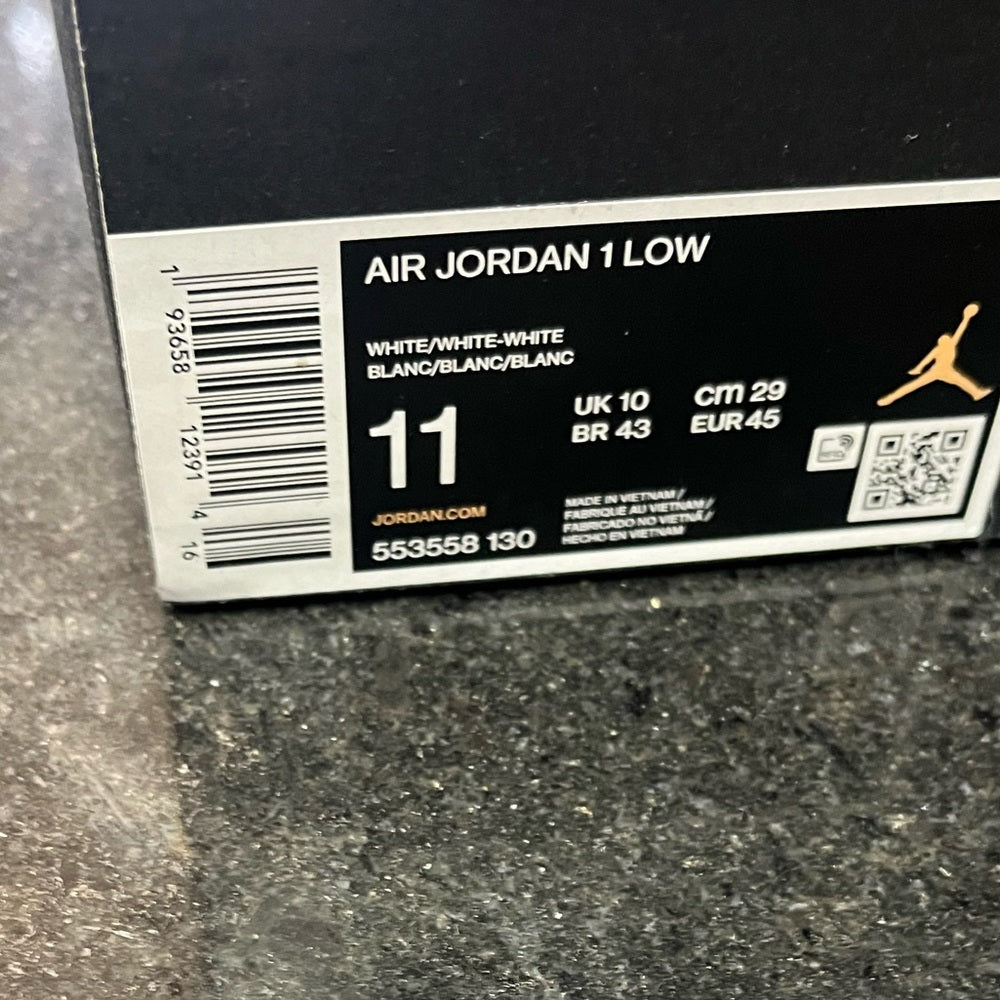 AIR JORDAN 1 LOW
WHITE/WHITE-WHITE
BLANC/BLANC/BLANC
11
UK 10
BR 43
cm 29
EUR 45
JORDAN.COM
553558 130
MADE IN VIETNAM /
FABRIQUE AU VIETNAM /
FABRICADO NO VIETNÃ /
HECHO EN VIETNAM
1 93658 12391 4 16